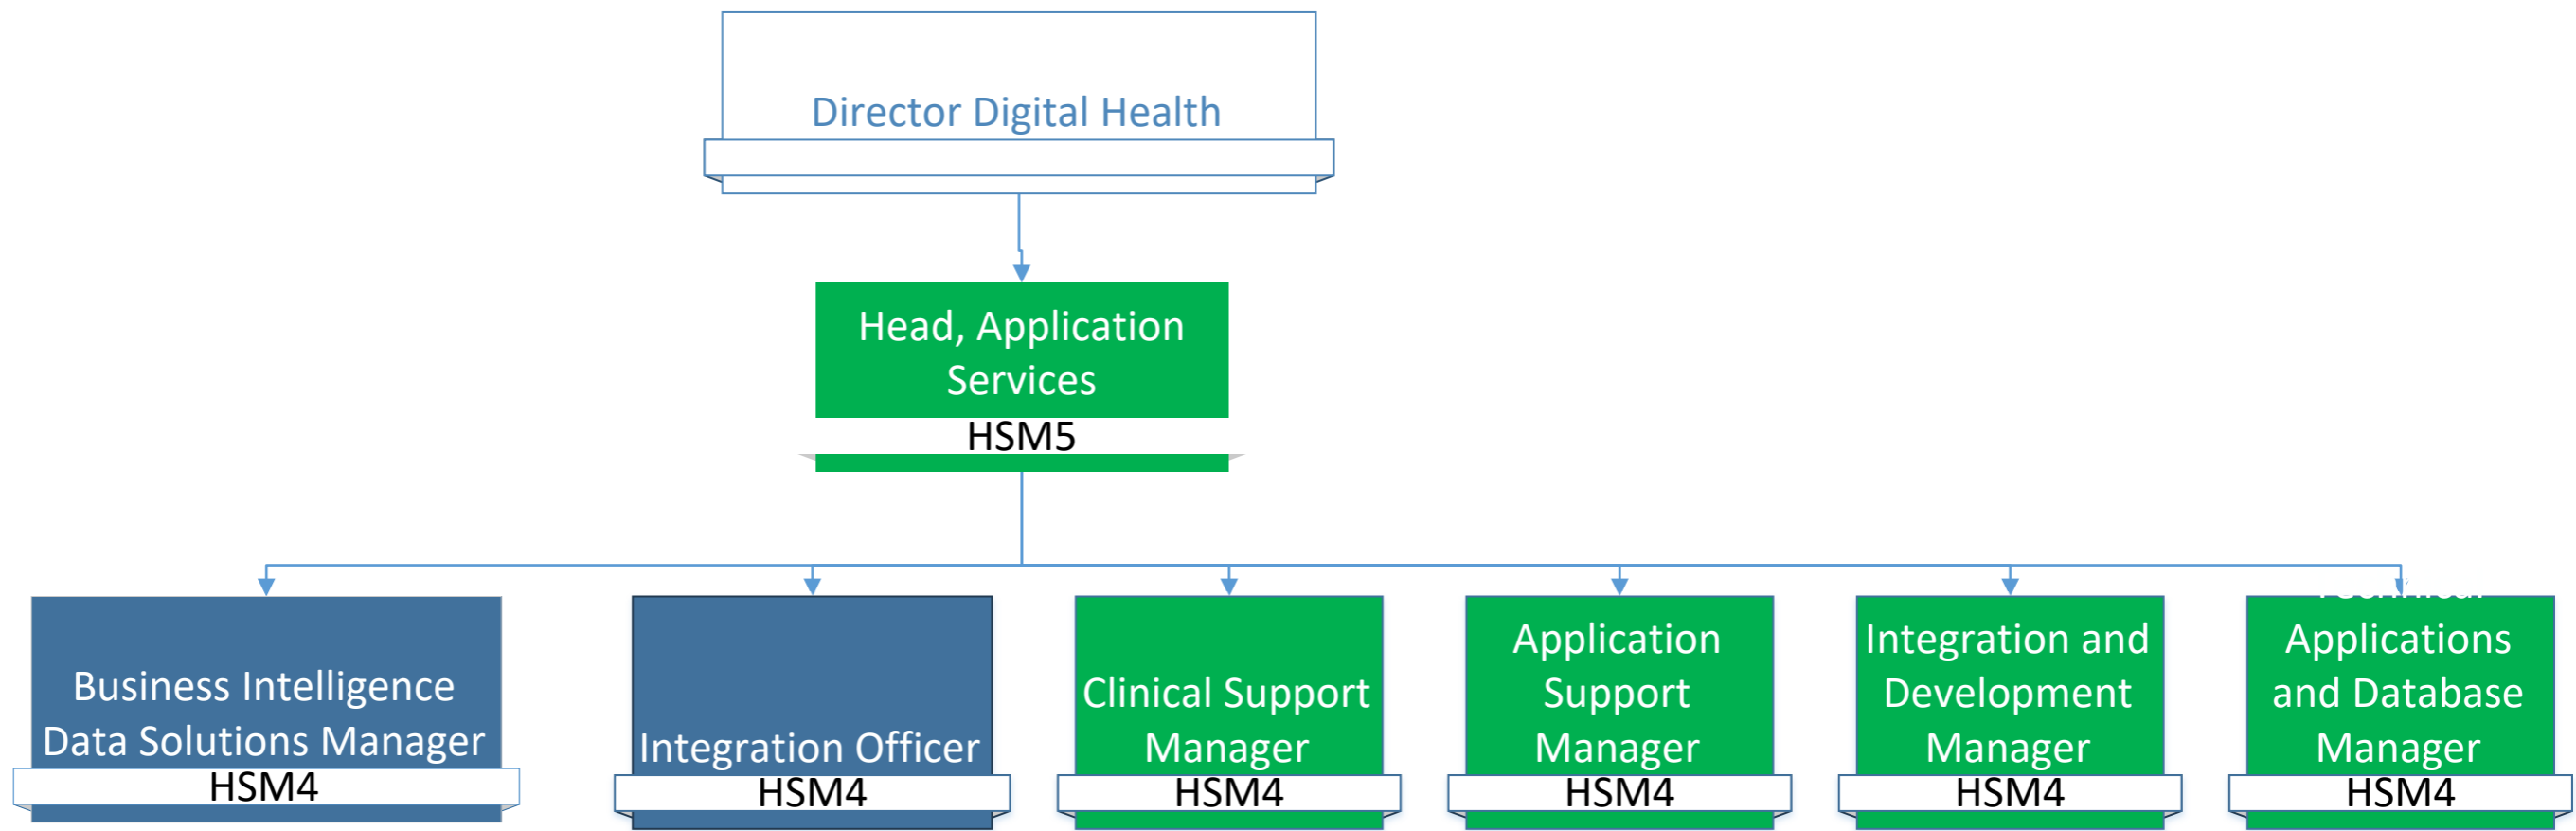 Director Digital Health
Head, Application
Services
HSM5
Business Intelligence
Data Solutions Manager
HSM4
Integration Officer
HSM4
Clinical Support
Manager
HSM4
Application
Support
Manager
HSM4
Integration and
Development
Manager
HSM4
Technical
Applications
and Database
Manager
HSM4